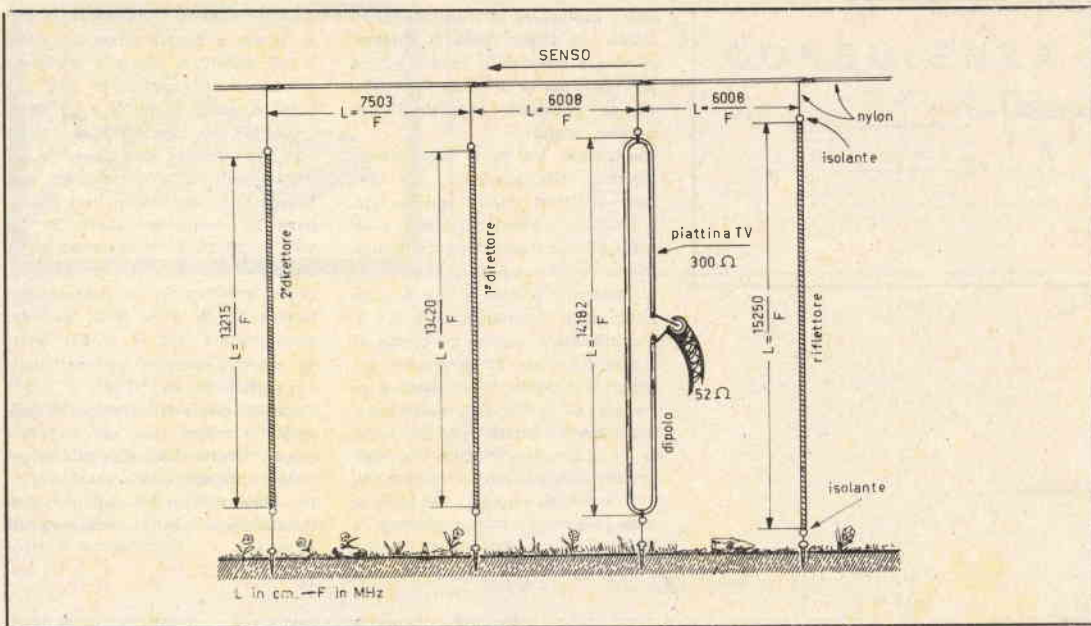 SENSO
L= 7503/F
L= 6008/F
L= 6008/F
nylon
isolante
L= 13215/F
2° direttore
L= 13420/F
1° direttore
L= 14182/F
piattina TV
300 Ω
52 Ω
dipolo
L= 15250/F
riflettore
isolante
L in cm. — F in MHz